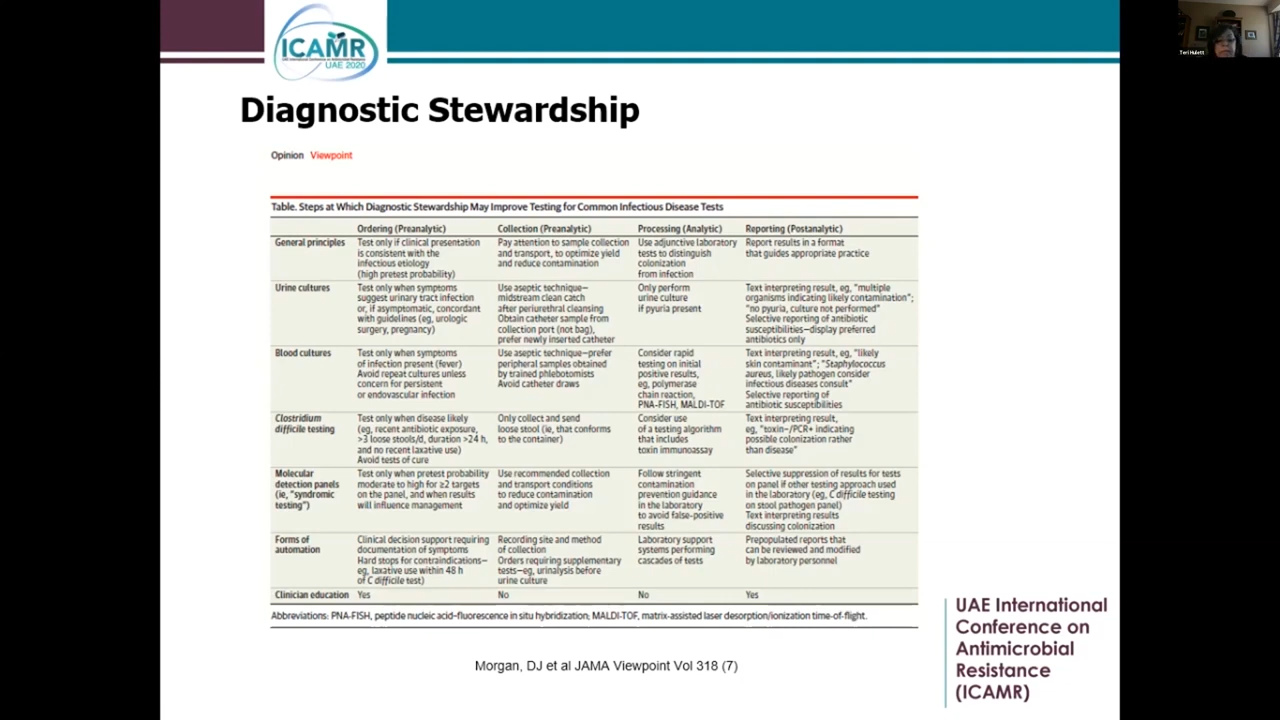 ICAMR
UAE 2020
Teri Hulett
Diagnostic Stewardship
Opinion Viewpoint
Table. Steps at Which Diagnostic Stewardship May Improve Testing for Common Infectious Disease Tests
Ordering (Preanalytic) Collection (Preanalytic) Processing (Analytic) Reporting (Postanalytic)
General principles Test only if clinical presentation Pay attention to sample collection Use adjunctive laboratory Report results in a format
is consistent with the and transport, to optimize yield tests to distinguish that guides appropriate practice
infectious etiology and reduce contamination colonization
(high pretest probability) from infection
Urine cultures Test only when symptoms Use aseptic technique— Only perform Text interpreting result, eg, "multiple
suggest urinary tract infection midstream clean catch urine culture organisms indicating likely contamination";
or, if asymptomatic, concordant after periurethral cleansing if pyuria present "no pyuria, culture not performed"
with guidelines (eg, urologic Obtain catheter sample from Selective reporting of antibiotic
surgery, pregnancy) collection port (not bag), susceptibilities—display preferred
prefer newly inserted catheter antibiotics only
Blood cultures Test only when symptoms Use aseptic technique—prefer Consider rapid Text interpreting result, eg, "likely
of infection present (fever) peripheral samples obtained testing on initial skin contaminant"; "Staphylococcus
Avoid repeat cultures unless by trained phlebotomists positive results, aureus, likely pathogen consider
concern for persistent Avoid catheter draws eg, polymerase infectious diseases consult"
or endovascular infection chain reaction, Selective reporting of
PNA-FISH, MALDI-TOF antibiotic susceptibilities
Clostridium Test only when disease likely Only collect and send Consider use Text interpreting result,
difficile testing (eg, recent antibiotic exposure, loose stool (ie, that conforms of a testing algorithm eg, "toxin−/PCR+ indicating
>3 loose stools/d, duration >24 h, to the container) that includes possible colonization rather
and no recent laxative use) toxin immunoassay than disease"
Avoid tests of cure
Molecular Test only when pretest probability Use recommended collection Follow stringent Selective suppression of results for tests
detection panels moderate to high for ≥2 targets and transport conditions contamination on panel if other testing approach used
(ie, "syndromic on the panel, and when results to reduce contamination prevention guidance in the laboratory (eg, C difficile testing
testing") will influence management and optimize yield in the laboratory on stool pathogen panel)
to avoid false-positive Text interpreting results
results discussing colonization
Forms of Clinical decision support requiring Recording site and method Laboratory support Prepopulated reports that
automation documentation of symptoms of collection systems performing can be reviewed and modified
Hard stops for contraindications— Orders requiring supplementary cascades of tests by laboratory personnel
eg, laxative use within 48 h tests—eg, urinalysis before
of C difficile test) urine culture
Clinician education Yes No No Yes
Abbreviations: PNA-FISH, peptide nucleic acid–fluorescence in situ hybridization; MALDI-TOF, matrix-assisted laser desorption/ionization time-of-flight.
Morgan, DJ et al JAMA Viewpoint Vol 318 (7)
UAE International
Conference on
Antimicrobial
Resistance
(ICAMR)